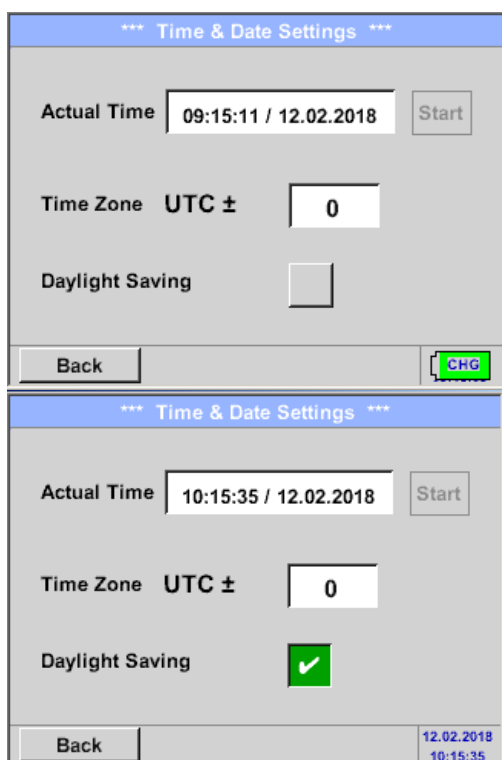 *** Time & Date Settings ***
Actual Time 09:15:11 / 12.02.2018 Start
Time Zone UTC ± 0
Daylight Saving
Back CHG
*** Time & Date Settings ***
Actual Time 10:15:35 / 12.02.2018 Start
Time Zone UTC ± 0
Daylight Saving ✔
Back 12.02.2018
10:15:35